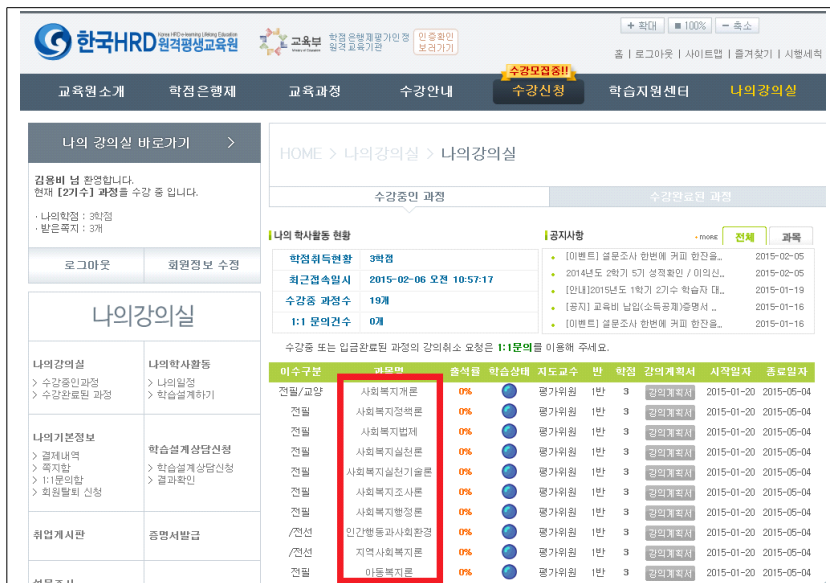 한국HRD 원격평생교육원
Korea HRD e-learning Lifelong Education
교육부
학점은행제평가인정 원격교육기관
인증확인 보러가기
+ 확대 ■ 100% - 축소
홈 | 로그아웃 | 사이트맵 | 즐겨찾기 | 시행세칙
수강모집중!!
교육원소개 학점은행제 교육과정 수강안내 수강신청 학습지원센터 나의강의실
나의 강의실 바로가기 >
김용비 님 환영합니다.
현재 [2기수] 과정을 수강 중 입니다.
· 나의학점 : 3학점
· 받은쪽지 : 3개
로그아웃 회원정보 수정
나의강의실
나의강의실
> 수강중인과정
> 수강완료된 과정
나의학사활동
> 나의일정
> 학습설계하기
나의기본정보
> 결제내역
> 쪽지함
> 1:1문의함
> 회원탈퇴 신청
학습설계상담신청
> 학습설계상담신청
> 결과확인
취업게시판 증명서발급
설문조사
HOME > 나의강의실 > 나의강의실
수강중인 과정 수강완료된 과정
나의 학사활동 현황
학점취득현황 3학점
최근접속일시 2015-02-06 오전 10:57:17
수강중 과정수 19개
1:1 문의건수 0개
공지사항 · MORE 전체 과목
[이벤트] 설문조사 한번에 커피 한잔을.. 2015-02-05
2014년도 2학기 5기 성적확인 / 이의신.. 2015-02-05
[안내]2015년도 1학기 2기수 학습자 대.. 2015-01-19
[공지] 교육비 납입(소득공제)증명서 .. 2015-01-16
[이벤트] 설문조사 한번에 커피 한잔을.. 2015-01-16
수강중 또는 입금완료된 과정의 강의취소 요청은 1:1문의를 이용해 주세요.
이수구분 과목명 출석율 학습상태 지도교수 반 학점 강의계획서 시작일자 종료일자
전필/교양 사회복지개론 0% 평가위원 1반 3 강의계획서 2015-01-20 2015-05-04
전필 사회복지정책론 0% 평가위원 1반 3 강의계획서 2015-01-20 2015-05-04
전필 사회복지법제 0% 평가위원 1반 3 강의계획서 2015-01-20 2015-05-04
전필 사회복지실천론 0% 평가위원 1반 3 강의계획서 2015-01-20 2015-05-04
전필 사회복지실천기술론 0% 평가위원 1반 3 강의계획서 2015-01-20 2015-05-04
전필 사회복지조사론 0% 평가위원 1반 3 강의계획서 2015-01-20 2015-05-04
전필 사회복지행정론 0% 평가위원 1반 3 강의계획서 2015-01-20 2015-05-04
/전선 인간행동과사회환경 0% 평가위원 1반 3 강의계획서 2015-01-20 2015-05-04
/전선 지역사회복지론 0% 평가위원 1반 3 강의계획서 2015-01-20 2015-05-04
전필 아동복지론 0% 평가위원 1반 3 강의계획서 2015-01-20 2015-05-04